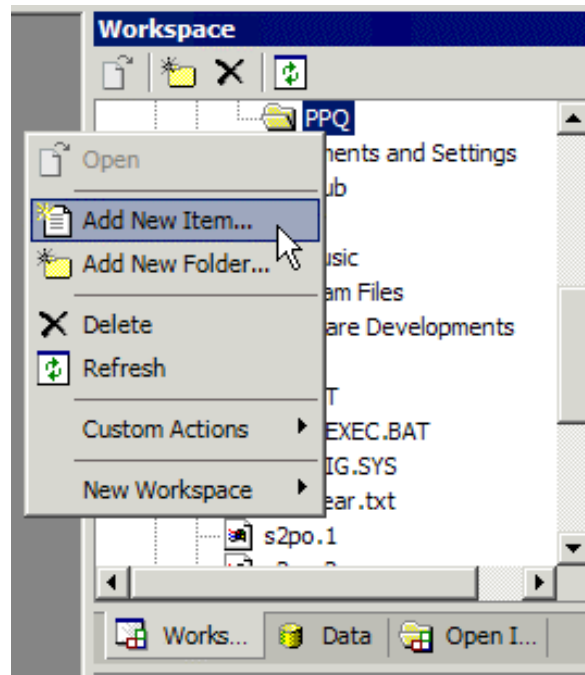 Workspace
PPQ
Open
ments and Settings
ub
Add New Item...
Add New Folder...
usic
am Files
Delete
are Developments
Refresh
T
Custom Actions
EXEC.BAT
IG.SYS
New Workspace
ear.txt
s2po.1
Works...
Data
Open I...